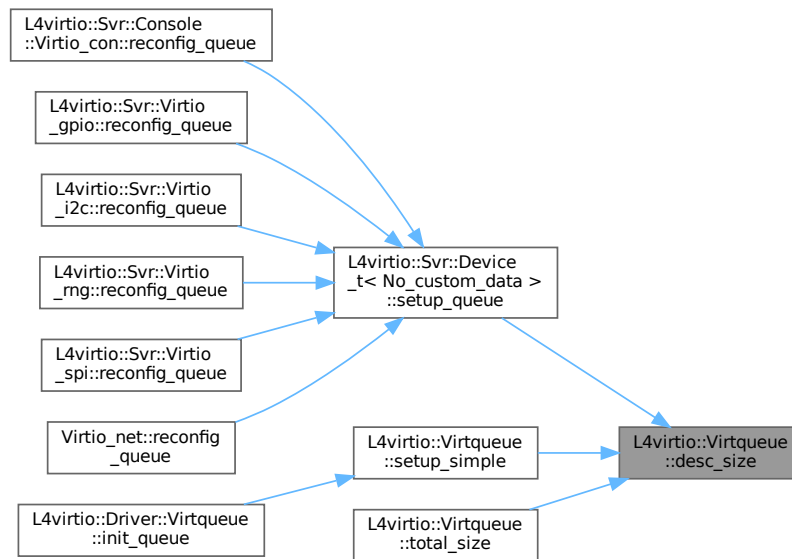 L4virtio::Svr::Console
::Virtio_con::reconfig_queue
L4virtio::Svr::Virtio
_gpio::reconfig_queue
L4virtio::Svr::Virtio
_i2c::reconfig_queue
L4virtio::Svr::Virtio
_rng::reconfig_queue
L4virtio::Svr::Virtio
_spi::reconfig_queue
Virtio_net::reconfig
_queue
L4virtio::Driver::Virtqueue
::init_queue
L4virtio::Svr::Device
_t< No_custom_data >
::setup_queue
L4virtio::Virtqueue
::setup_simple
L4virtio::Virtqueue
::total_size
L4virtio::Virtqueue
::desc_size